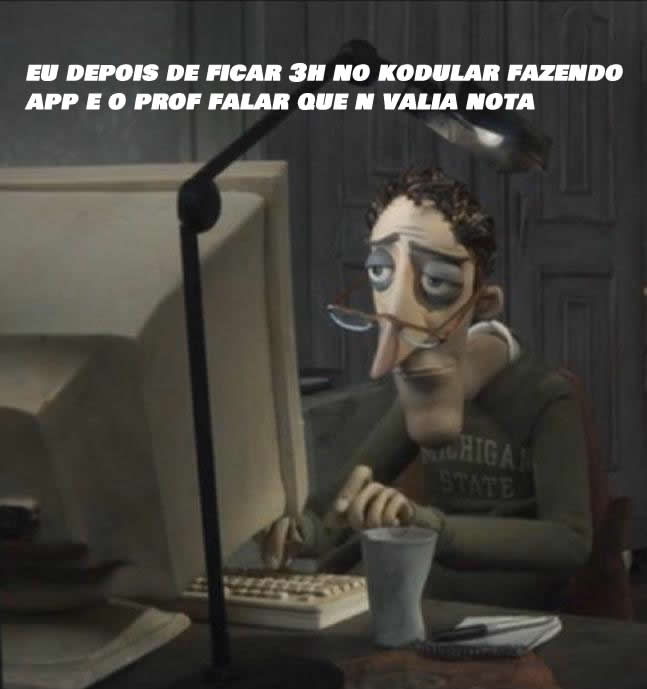 EU DEPOIS DE FICAR 3H NO KODULAR FAZENDO
APP E O PROF FALAR QUE N VALIA NOTA
MICHIGAN
STATE